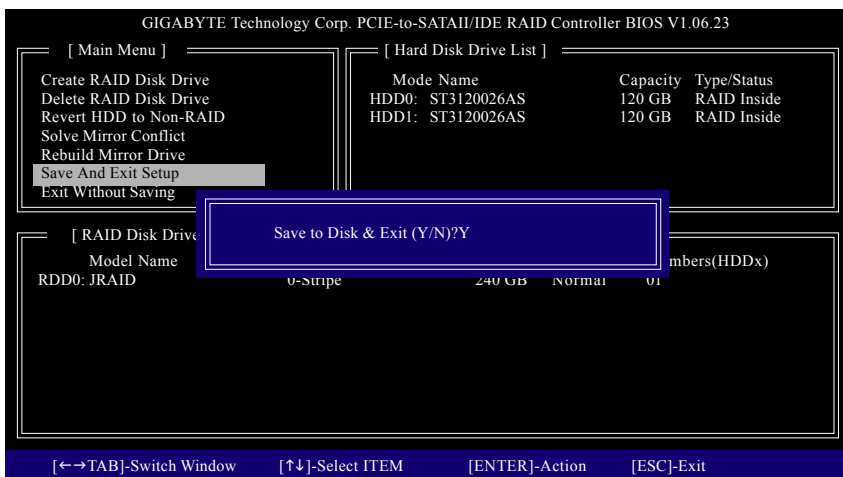 GIGABYTE Technology Corp. PCIE-to-SATAII/IDE RAID Controller BIOS V1.06.23
[ Main Menu ]
Create RAID Disk Drive
Delete RAID Disk Drive
Revert HDD to Non-RAID
Solve Mirror Conflict
Rebuild Mirror Drive
Save And Exit Setup
Exit Without Saving
[ Hard Disk Drive List ]
Mode Name Capacity Type/Status
HDD0: ST3120026AS 120 GB RAID Inside
HDD1: ST3120026AS 120 GB RAID Inside
Save to Disk & Exit (Y/N)?Y
[ RAID Disk Drive
Model Name mbers(HDDx)
RDD0: JRAID 0-Stripe 240 GB Normal 01
[←→TAB]-Switch Window [↑↓]-Select ITEM [ENTER]-Action [ESC]-Exit